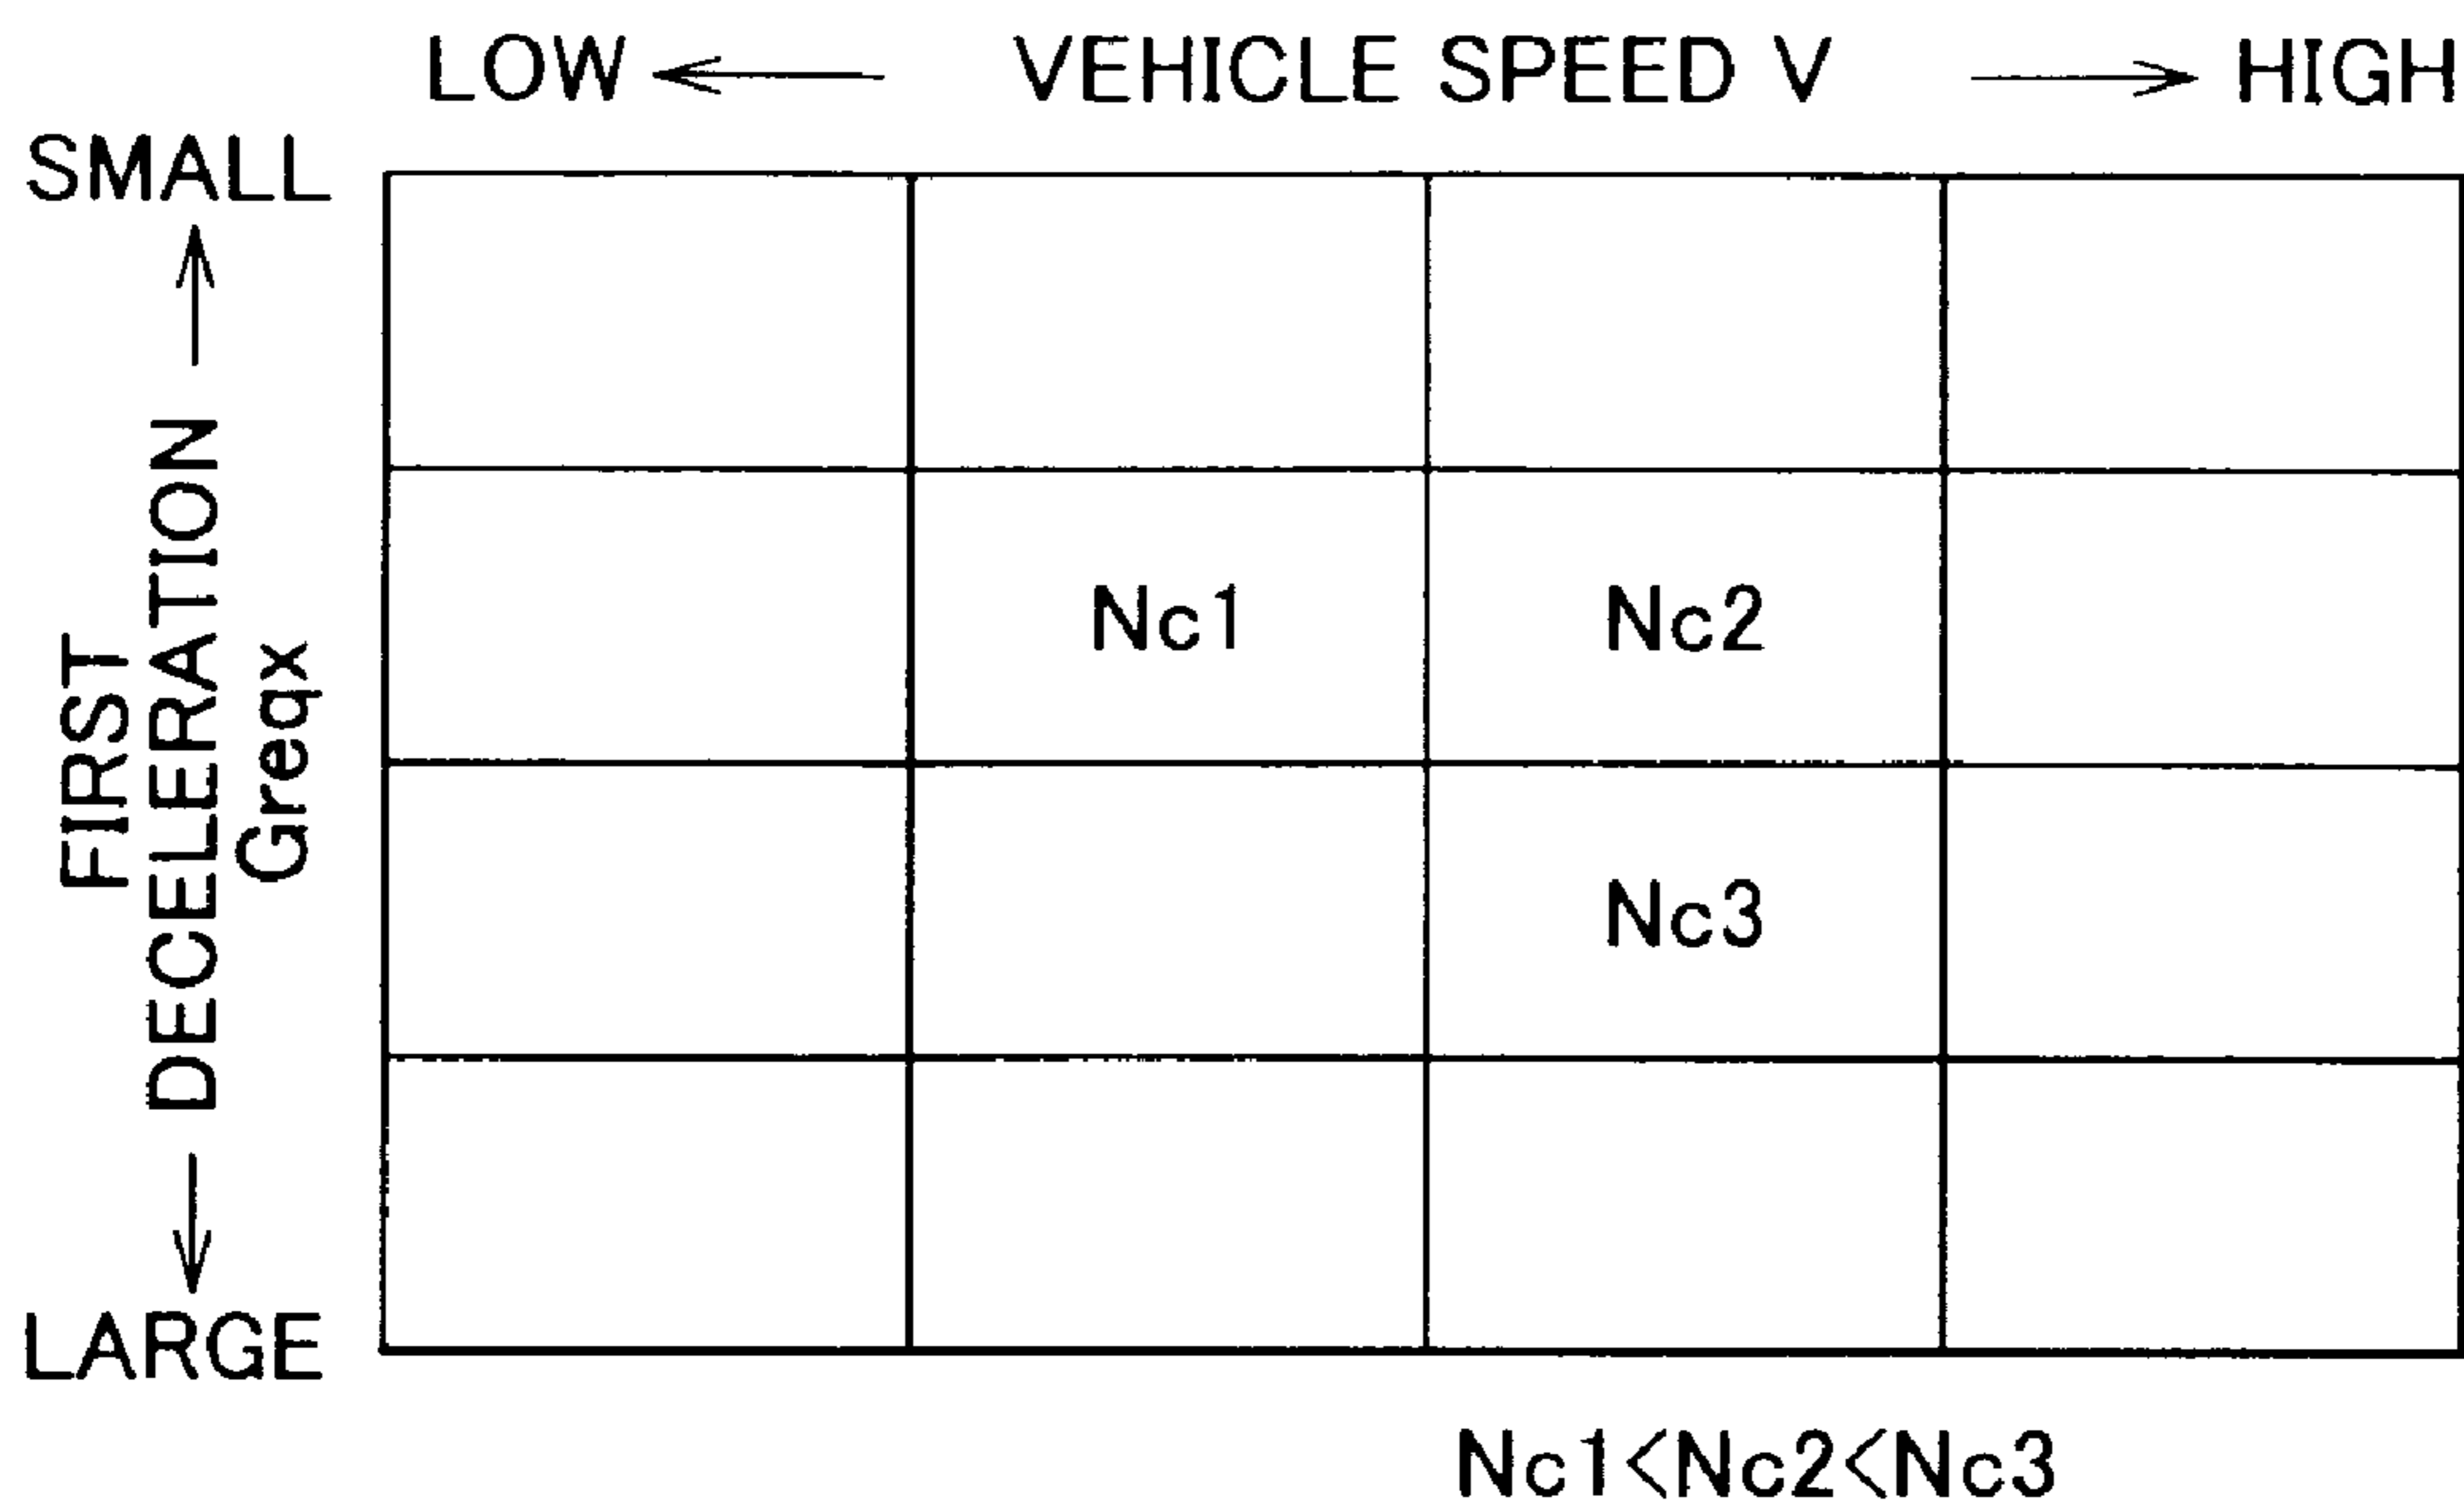 LOW VEHICLE SPEED V HIGH
SMALL
FIRST
DECELERATION
Greqx
LARGE
Nc1 Nc2
Nc3
Nc1<Nc2<Nc3